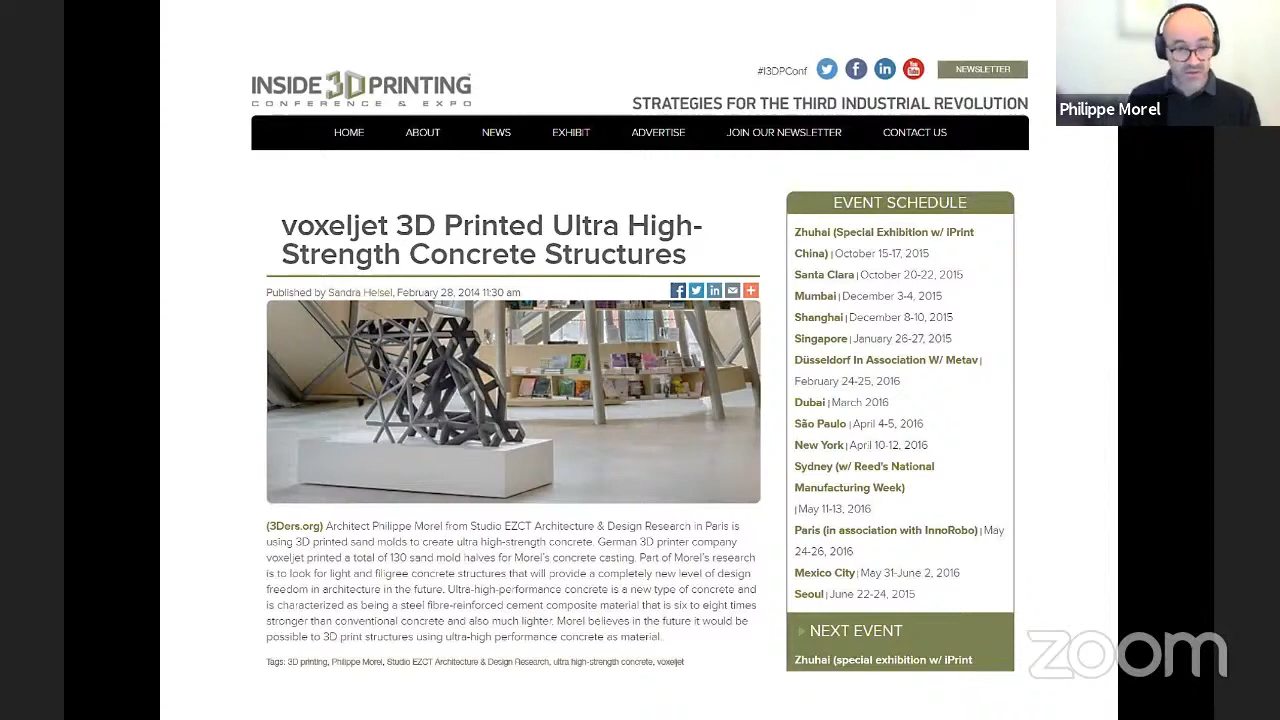 Philippe Morel
#I3DPConf
NEWSLETTER
INSIDE 3D PRINTING
CONFERENCE & EXPO
STRATEGIES FOR THE THIRD INDUSTRIAL REVOLUTION
HOME ABOUT NEWS EXHIBIT ADVERTISE JOIN OUR NEWSLETTER CONTACT US
voxeljet 3D Printed Ultra High-
Strength Concrete Structures
Published by Sandra Helsel, February 28, 2014 11:30 am
(3Ders.org) Architect Philippe Morel from Studio EZCT Architecture & Design Research in Paris is
using 3D printed sand molds to create ultra high-strength concrete. German 3D printer company
voxeljet printed a total of 130 sand mold halves for Morel's concrete casting. Part of Morel's research
is to look for light and filigree concrete structures that will provide a completely new level of design
freedom in architecture in the future. Ultra-high-performance concrete is a new type of concrete and
is characterized as being a steel fibre-reinforced cement composite material that is six to eight times
stronger than conventional concrete and also much lighter. Morel believes in the future it would be
possible to 3D print structures using ultra-high performance concrete as material.
Tags: 3D printing, Philippe Morel, Studio EZCT Architecture & Design Research, ultra high-strength concrete, voxeljet
EVENT SCHEDULE
Zhuhai (Special Exhibition w/ iPrint
China) | October 15-17, 2015
Santa Clara | October 20-22, 2015
Mumbai | December 3-4, 2015
Shanghai | December 8-10, 2015
Singapore | January 26-27, 2015
Düsseldorf In Association W/ Metav |
February 24-25, 2016
Dubai | March 2016
São Paulo | April 4-5, 2016
New York | April 10-12, 2016
Sydney (w/ Reed's National
Manufacturing Week)
| May 11-13, 2016
Paris (in association with InnoRobo) | May
24-26, 2016
Mexico City | May 31-June 2, 2016
Seoul | June 22-24, 2015
NEXT EVENT
Zhuhai (special exhibition w/ iPrint
zoom